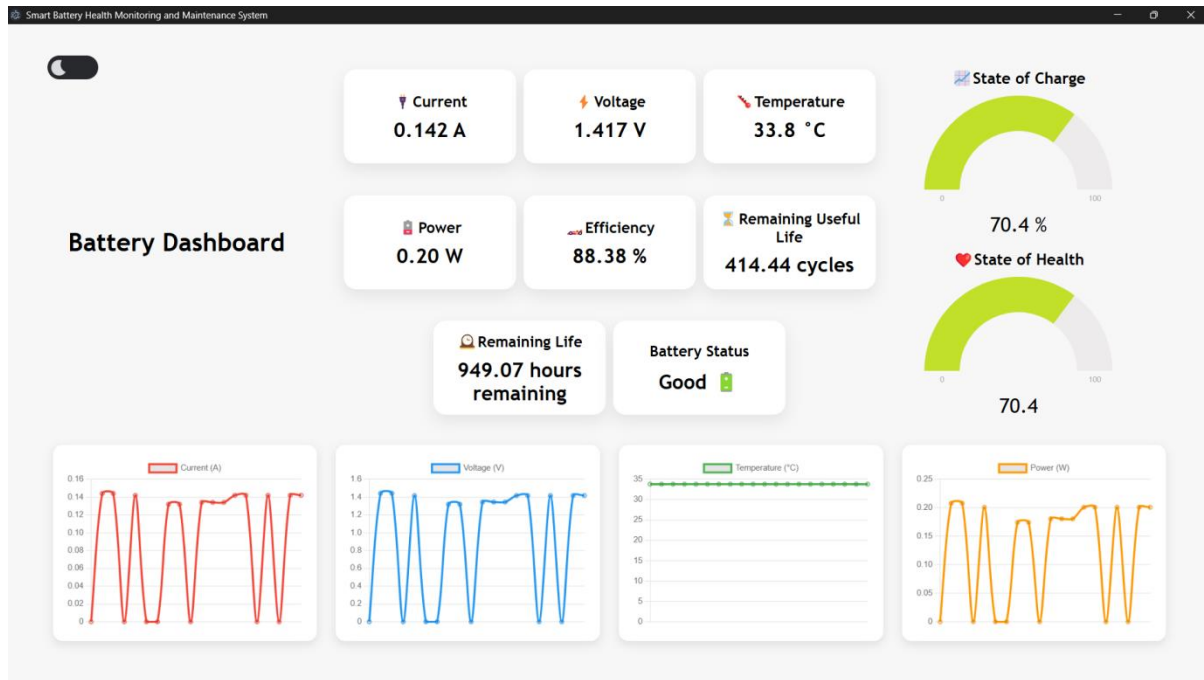 Smart Battery Health Monitoring and Maintenance System
Current
0.142 A
Voltage
1.417 V
Temperature
33.8 °C
State of Charge
0
100
70.4 %
Battery Dashboard
Power
0.20 W
Efficiency
88.38 %
Remaining Useful
Life
414.44 cycles
State of Health
0
100
70.4
Remaining Life
949.07 hours
remaining
Battery Status
Good
Current (A)
0.16
0.14
0.12
0.10
0.08
0.06
0.04
0.02
0
Voltage (V)
1.6
1.4
1.2
1.0
0.8
0.6
0.4
0.2
0
Temperature (°C)
35
30
25
20
15
10
5
0
Power (W)
0.25
0.20
0.15
0.10
0.05
0